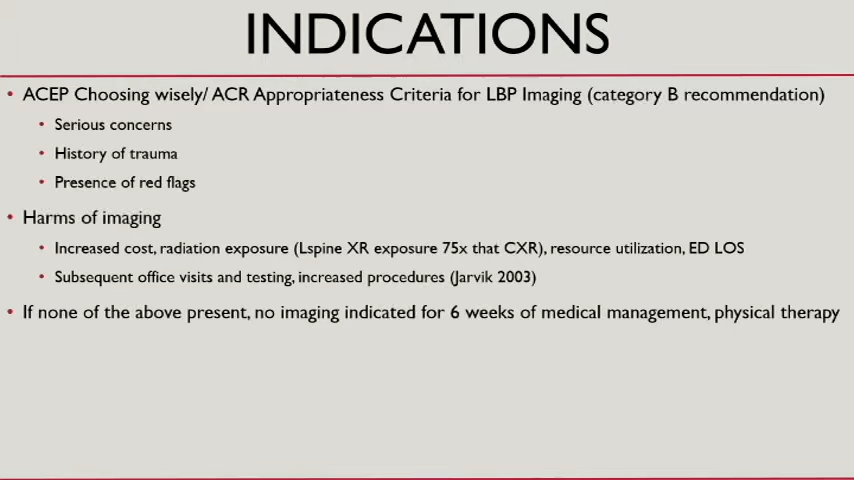 INDICATIONS
• ACEP Choosing wisely/ ACR Appropriateness Criteria for LBP Imaging (category B recommendation)
• Serious concerns
• History of trauma
• Presence of red flags
• Harms of imaging
• Increased cost, radiation exposure (Lspine XR exposure 75x that CXR), resource utilization, ED LOS
• Subsequent office visits and testing, increased procedures (Jarvik 2003)
• If none of the above present, no imaging indicated for 6 weeks of medical management, physical therapy